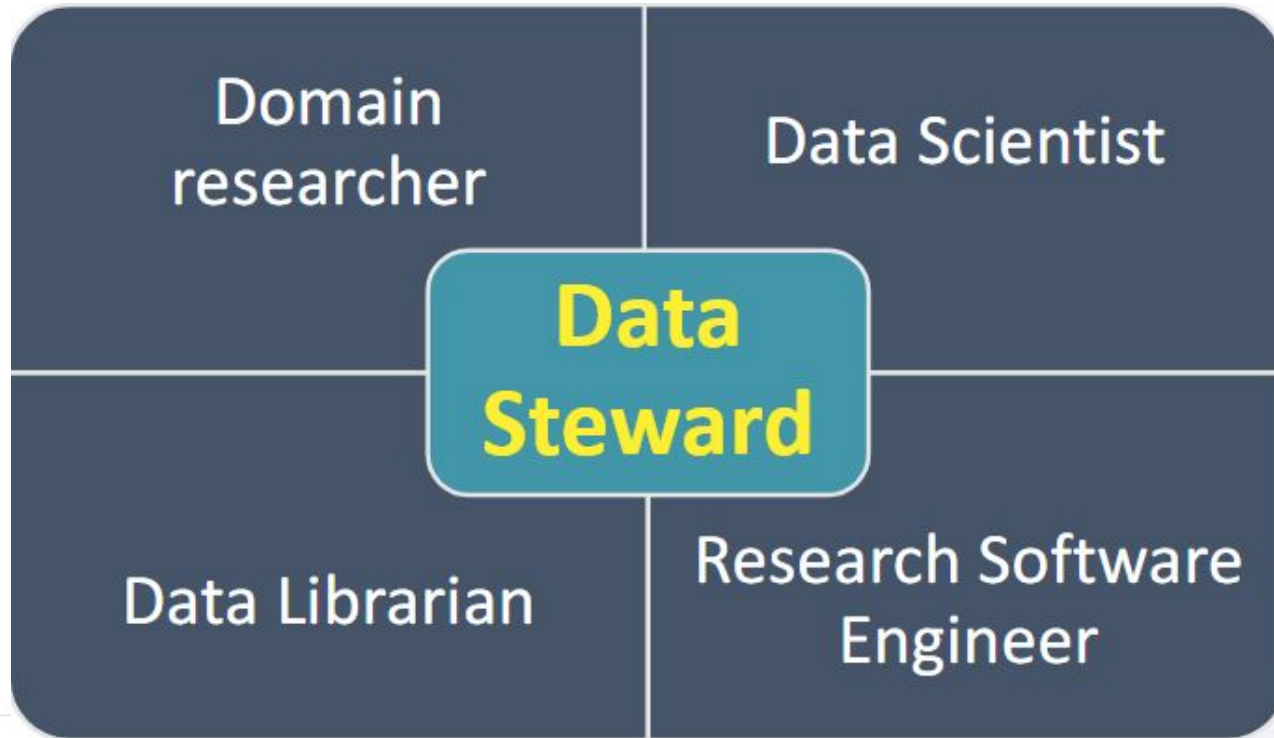 Domain
researcher
Data Scientist
Data
Steward
Data Librarian
Research Software
Engineer